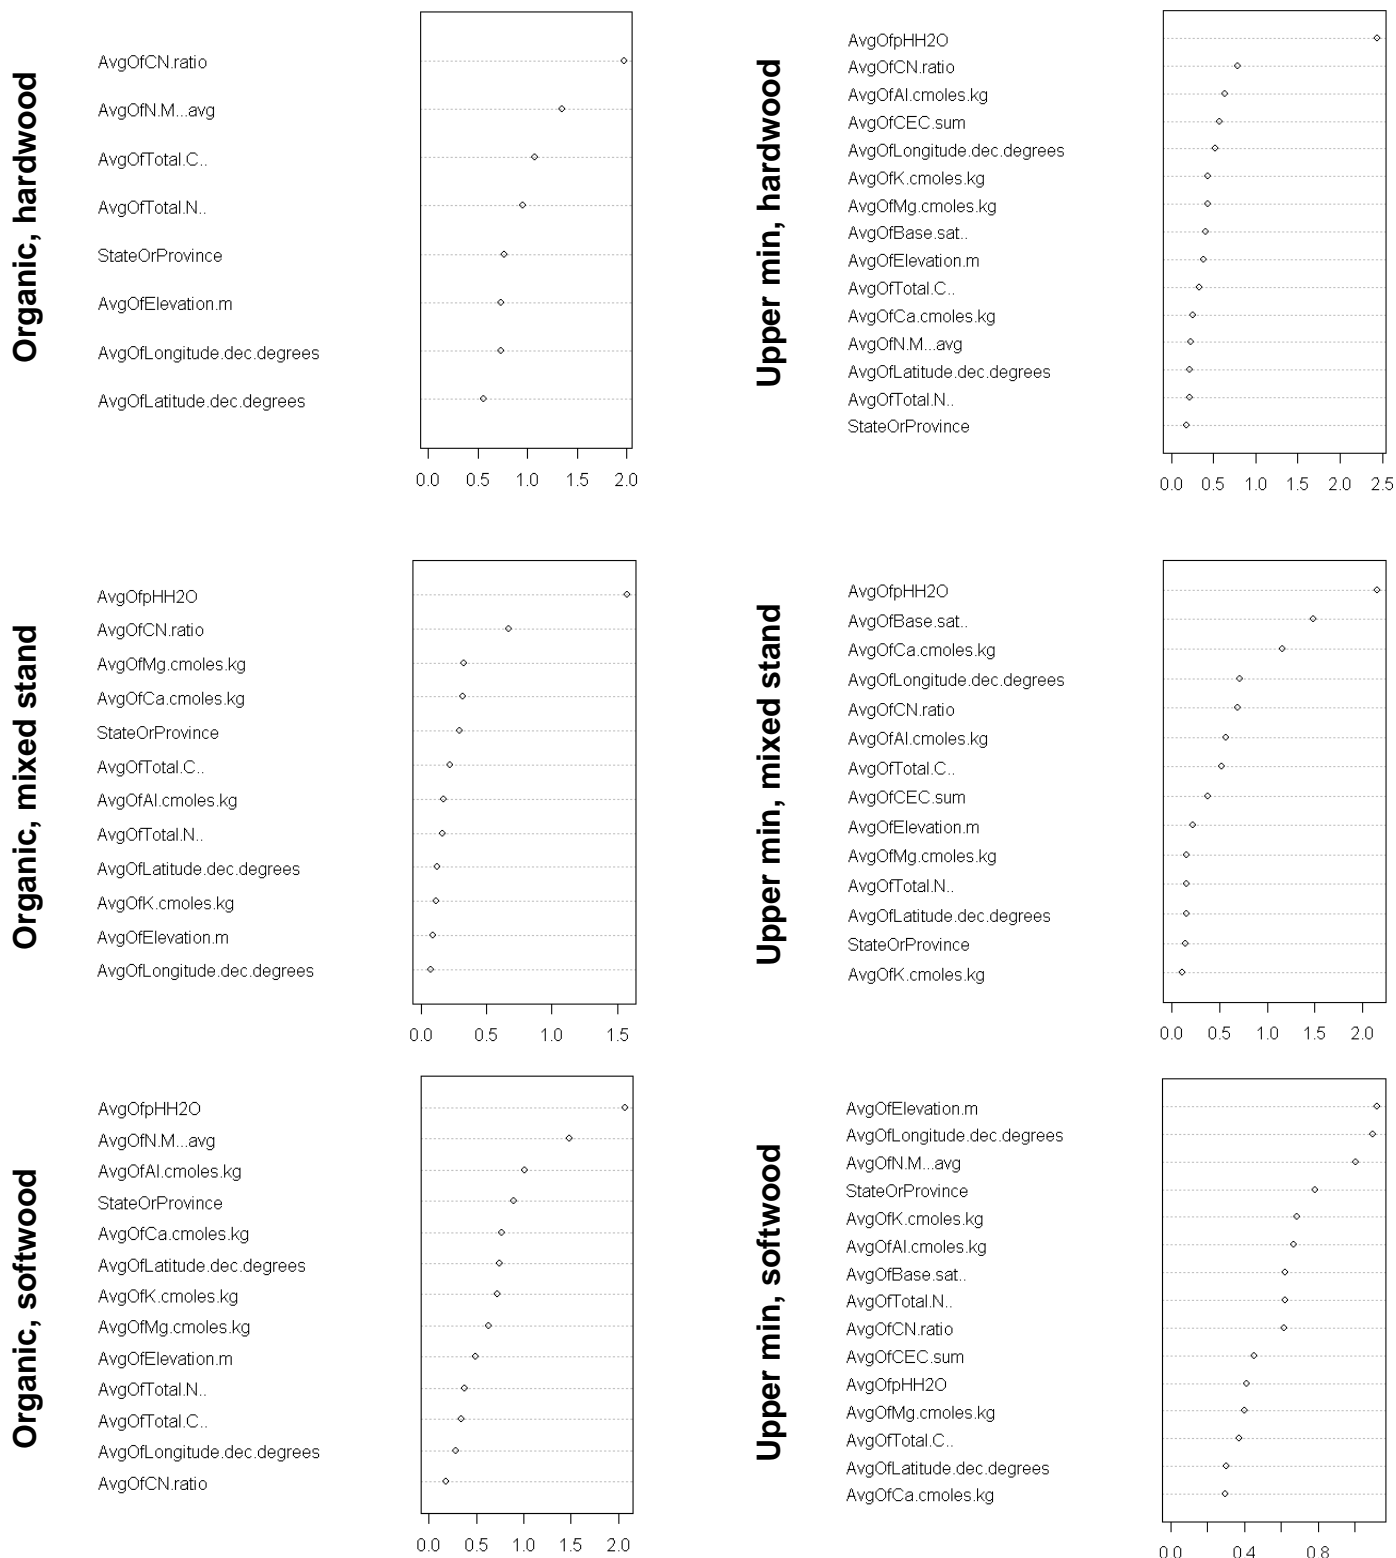 Organic, hardwood
AvgOfCN.ratio
AvgOfN.M...avg
AvgOfTotal.C..
AvgOfTotal.N..
StateOrProvince
AvgOfElevation.m
AvgOfLongitude.dec.degrees
AvgOfLatitude.dec.degrees
0.0 0.5 1.0 1.5 2.0
Upper min, hardwood
AvgOfpHH2O
AvgOfCN.ratio
AvgOfAl.cmoles.kg
AvgOfCEC.sum
AvgOfLongitude.dec.degrees
AvgOfK.cmoles.kg
AvgOfMg.cmoles.kg
AvgOfBase.sat..
AvgOfElevation.m
AvgOfTotal.C..
AvgOfCa.cmoles.kg
AvgOfN.M...avg
AvgOfLatitude.dec.degrees
AvgOfTotal.N..
StateOrProvince
0.0 0.5 1.0 1.5 2.0 2.5
Organic, mixed stand
AvgOfpHH2O
AvgOfCN.ratio
AvgOfMg.cmoles.kg
AvgOfCa.cmoles.kg
StateOrProvince
AvgOfTotal.C..
AvgOfAl.cmoles.kg
AvgOfTotal.N..
AvgOfLatitude.dec.degrees
AvgOfK.cmoles.kg
AvgOfElevation.m
AvgOfLongitude.dec.degrees
0.0 0.5 1.0 1.5
Upper min, mixed stand
AvgOfpHH2O
AvgOfBase.sat..
AvgOfCa.cmoles.kg
AvgOfLongitude.dec.degrees
AvgOfCN.ratio
AvgOfAl.cmoles.kg
AvgOfTotal.C..
AvgOfCEC.sum
AvgOfElevation.m
AvgOfMg.cmoles.kg
AvgOfTotal.N..
AvgOfLatitude.dec.degrees
StateOrProvince
AvgOfK.cmoles.kg
0.0 0.5 1.0 1.5 2.0
Organic, softwood
AvgOfpHH2O
AvgOfN.M...avg
AvgOfAl.cmoles.kg
StateOrProvince
AvgOfCa.cmoles.kg
AvgOfLatitude.dec.degrees
AvgOfK.cmoles.kg
AvgOfMg.cmoles.kg
AvgOfElevation.m
AvgOfTotal.N..
AvgOfTotal.C..
AvgOfLongitude.dec.degrees
AvgOfCN.ratio
0.0 0.5 1.0 1.5 2.0
Upper min, softwood
AvgOfElevation.m
AvgOfLongitude.dec.degrees
AvgOfN.M...avg
StateOrProvince
AvgOfK.cmoles.kg
AvgOfAl.cmoles.kg
AvgOfBase.sat..
AvgOfTotal.N..
AvgOfCN.ratio
AvgOfCEC.sum
AvgOfpHH2O
AvgOfMg.cmoles.kg
AvgOfTotal.C..
AvgOfLatitude.dec.degrees
AvgOfCa.cmoles.kg
0.0 0.4 0.8